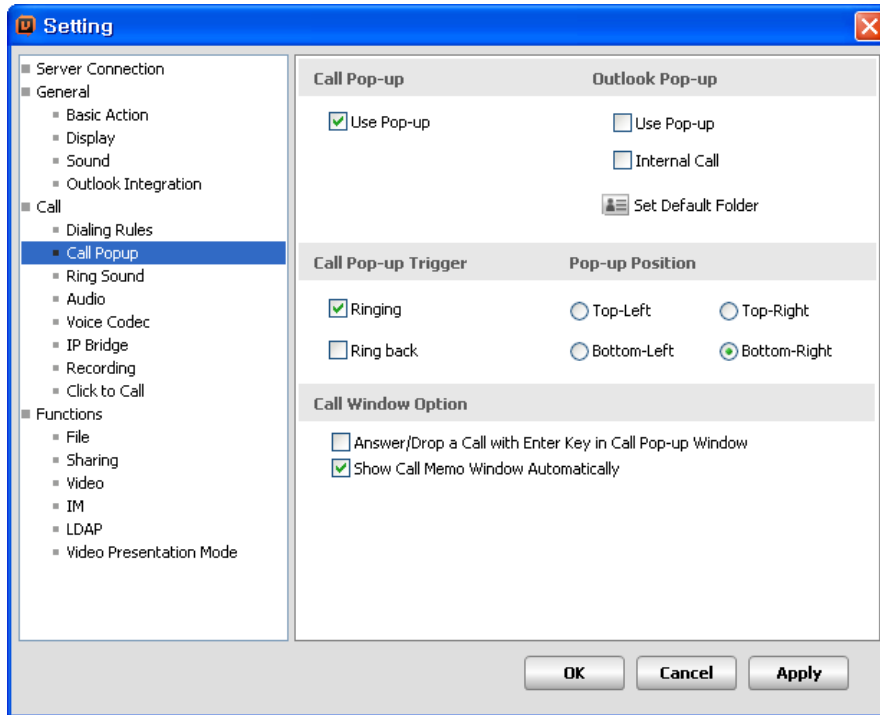 Setting
Server Connection
General
Basic Action
Display
Sound
Outlook Integration
Call
Dialing Rules
Call Popup
Ring Sound
Audio
Voice Codec
IP Bridge
Recording
Click to Call
Functions
File
Sharing
Video
IM
LDAP
Video Presentation Mode
Call Pop-up
Outlook Pop-up
Use Pop-up
Use Pop-up
Internal Call
Set Default Folder
Call Pop-up Trigger
Pop-up Position
Ringing
Top-Left
Top-Right
Ring back
Bottom-Left
Bottom-Right
Call Window Option
Answer/Drop a Call with Enter Key in Call Pop-up Window
Show Call Memo Window Automatically
OK
Cancel
Apply